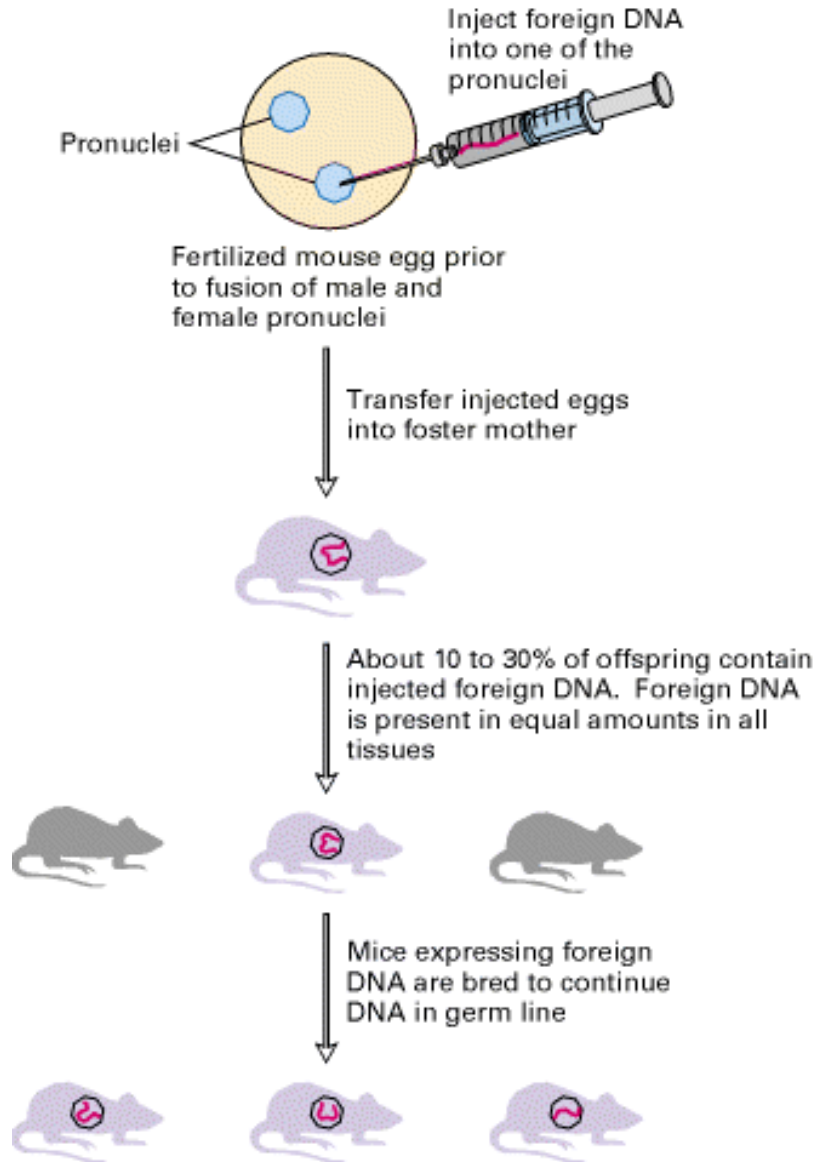 Inject foreign DNA
into one of the
pronuclei
Pronuclei
Fertilized mouse egg prior
to fusion of male and
female pronuclei
Transfer injected eggs
into foster mother
About 10 to 30% of offspring contain
injected foreign DNA. Foreign DNA
is present in equal amounts in all
tissues
Mice expressing foreign
DNA are bred to continue
DNA in germ line